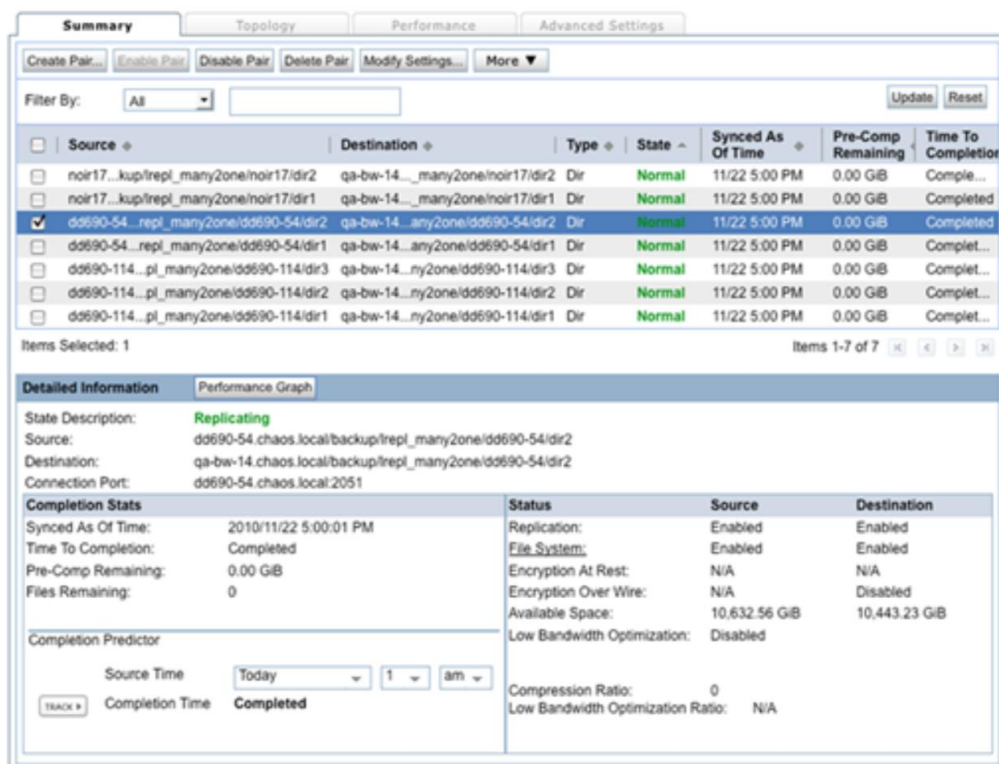 Summary Topology Performance Advanced Settings
Create Pair... Enable Pair Disable Pair Delete Pair Modify Settings... More ▼
Filter By: All Update Reset
Source Destination Type State Synced As Of Time Pre-Comp Remaining Time To Completion
noir17...kup/lrepl_many2one/noir17/dir2 qa-bw-14..._many2one/noir17/dir2 Dir Normal 11/22 5:00 PM 0.00 GiB Comple...
noir17...kup/lrepl_many2one/noir17/dir1 qa-bw-14..._many2one/noir17/dir1 Dir Normal 11/22 5:00 PM 0.00 GiB Completed
dd690-54...repl_many2one/dd690-54/dir2 qa-bw-14...any2one/dd690-54/dir2 Dir Normal 11/22 5:00 PM 0.00 GiB Completed
dd690-54...repl_many2one/dd690-54/dir1 qa-bw-14...any2one/dd690-54/dir1 Dir Normal 11/22 5:00 PM 0.00 GiB Complet...
dd690-114...pl_many2one/dd690-114/dir3 qa-bw-14...ny2one/dd690-114/dir3 Dir Normal 11/22 5:00 PM 0.00 GiB Complet...
dd690-114...pl_many2one/dd690-114/dir2 qa-bw-14...ny2one/dd690-114/dir2 Dir Normal 11/22 5:00 PM 0.00 GiB Complet...
dd690-114...pl_many2one/dd690-114/dir1 qa-bw-14...ny2one/dd690-114/dir1 Dir Normal 11/22 5:00 PM 0.00 GiB Complet...
Items Selected: 1 Items 1-7 of 7
Detailed Information Performance Graph
State Description: Replicating
Source: dd690-54.chaos.local/backup/lrepl_many2one/dd690-54/dir2
Destination: qa-bw-14.chaos.local/backup/lrepl_many2one/dd690-54/dir2
Connection Port: dd690-54.chaos.local:2051
Completion Stats
Synced As Of Time: 2010/11/22 5:00:01 PM
Time To Completion: Completed
Pre-Comp Remaining: 0.00 GiB
Files Remaining: 0
Completion Predictor
Source Time Today 1 am
TRACK Completion Time Completed
Status Source Destination
Replication: Enabled Enabled
File System: Enabled Enabled
Encryption At Rest: N/A N/A
Encryption Over Wire: N/A Disabled
Available Space: 10,632.56 GiB 10,443.23 GiB
Low Bandwidth Optimization: Disabled
Compression Ratio: 0
Low Bandwidth Optimization Ratio: N/A